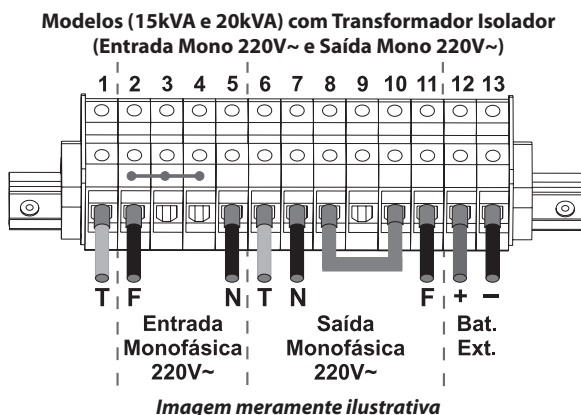 Modelos (15kVA e 20kVA) com Transformador Isolador
(Entrada Mono 220V~ e Saída Mono 220V~)
1 2 3 4 5 6 7 8 9 10 11 12 13
T F N T N F + −
Entrada Saída Bat.
Monofásica Monofásica Ext.
220V~ 220V~
Imagem meramente ilustrativa